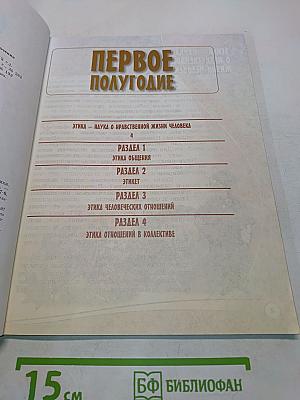 ПЕРВОЕ
ПОЛУГОДИЕ
ЭТИКА – НАУКА О НРАВСТВЕННОЙ ЖИЗНИ ЧЕЛОВЕКА
4
РАЗДЕЛ 1
ЭТИКА ОБЩЕНИЯ
РАЗДЕЛ 2
ЭТИКЕТ
РАЗДЕЛ 3
ЭТИКА ЧЕЛОВЕЧЕСКИХ ОТНОШЕНИЙ
РАЗДЕЛ 4
ЭТИКА ОТНОШЕНИЙ В КОЛЛЕКТИВЕ
15 см
БФ БИБЛИОФАН